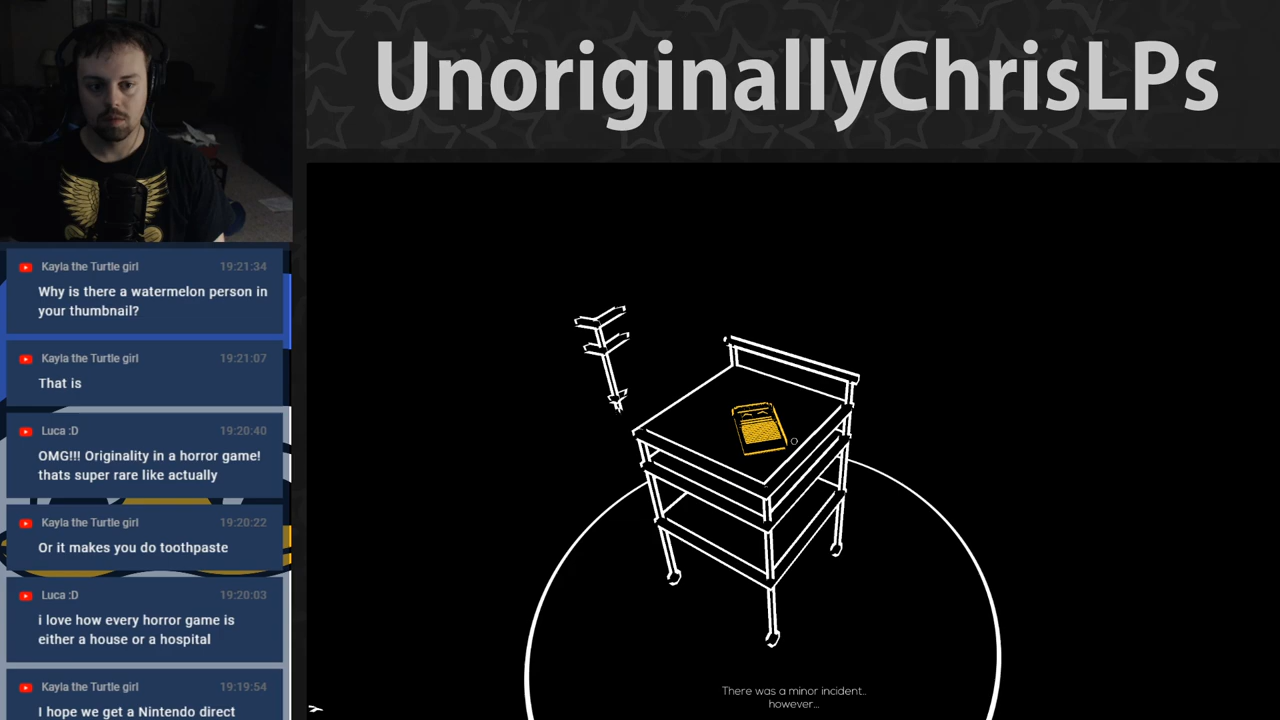 UnoriginallyChrisLPs
Kayla the Turtle girl 19:21:34
Why is there a watermelon person in
your thumbnail?
Kayla the Turtle girl 19:21:07
That is
Luca :D 19:20:40
OMG!!! Originality in a horror game!
thats super rare like actually
Kayla the Turtle girl 19:20:22
Or it makes you do toothpaste
Luca :D 19:20:03
i love how every horror game is
either a house or a hospital
Kayla the Turtle girl 19:19:54
I hope we get a Nintendo direct
There was a minor incident..
however...